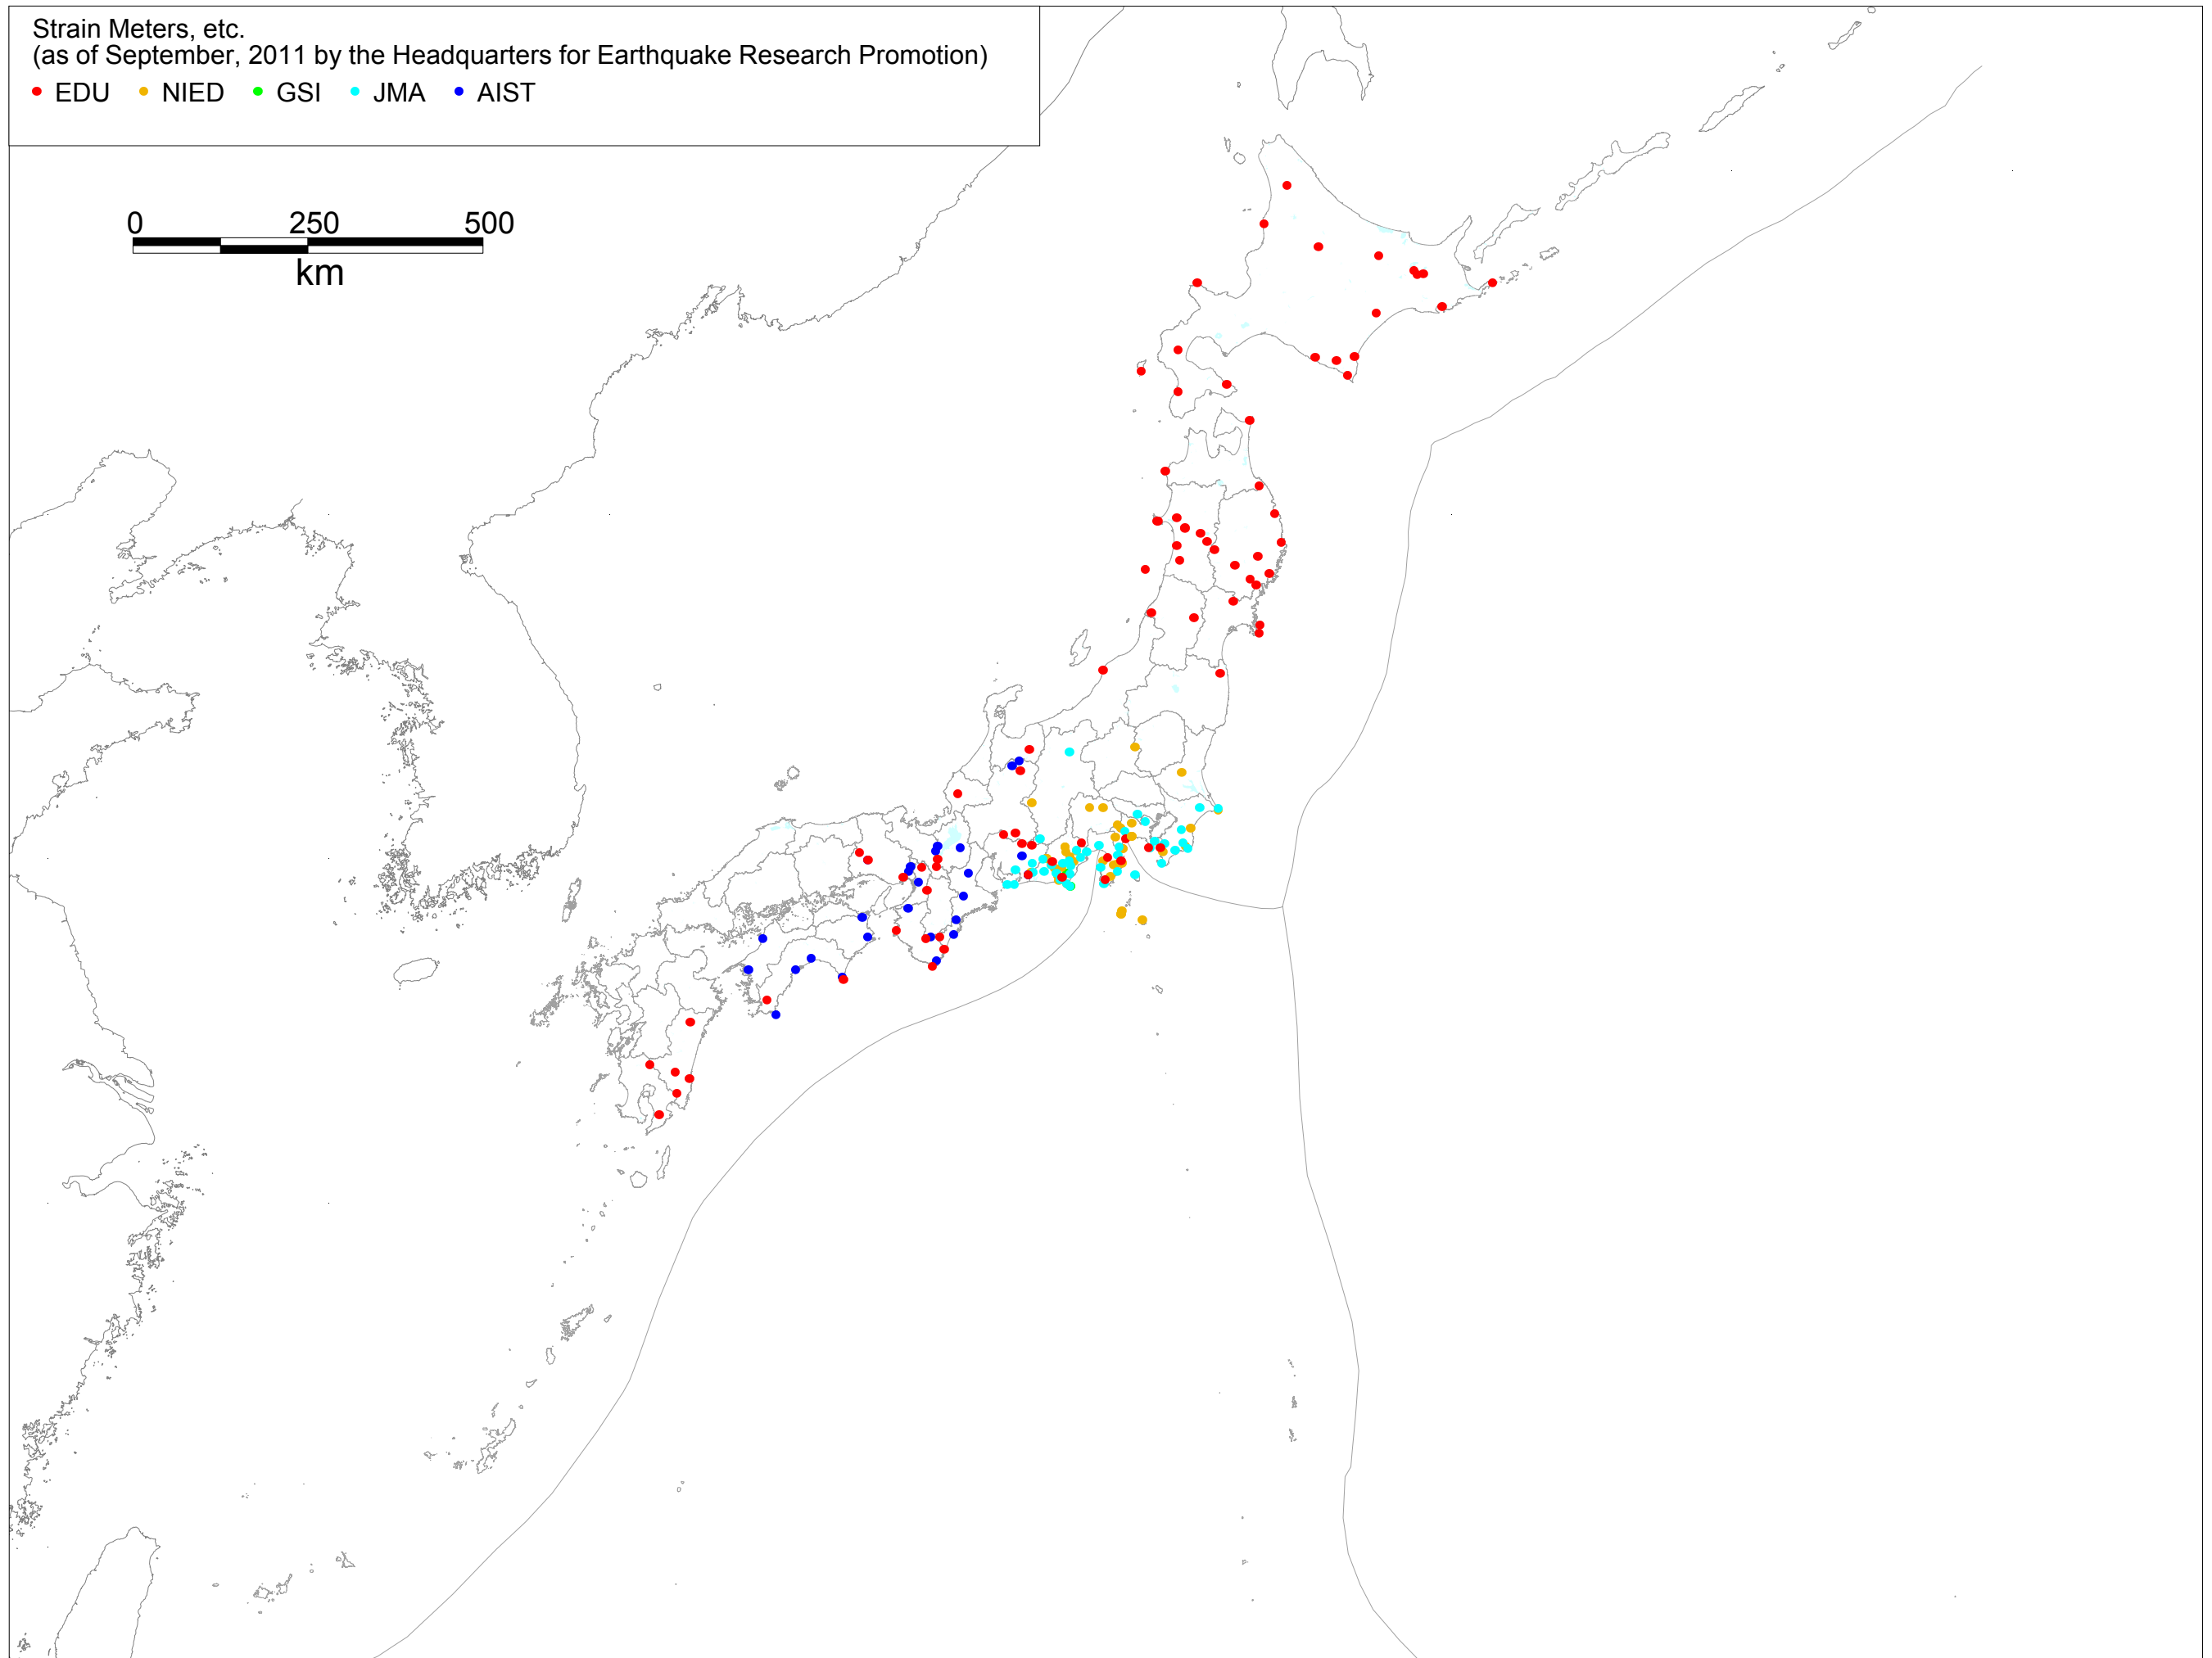 Strain Meters, etc.
(as of September, 2011 by the Headquarters for Earthquake Research Promotion)
EDU NIED GSI JMA AIST
0 250 500
km